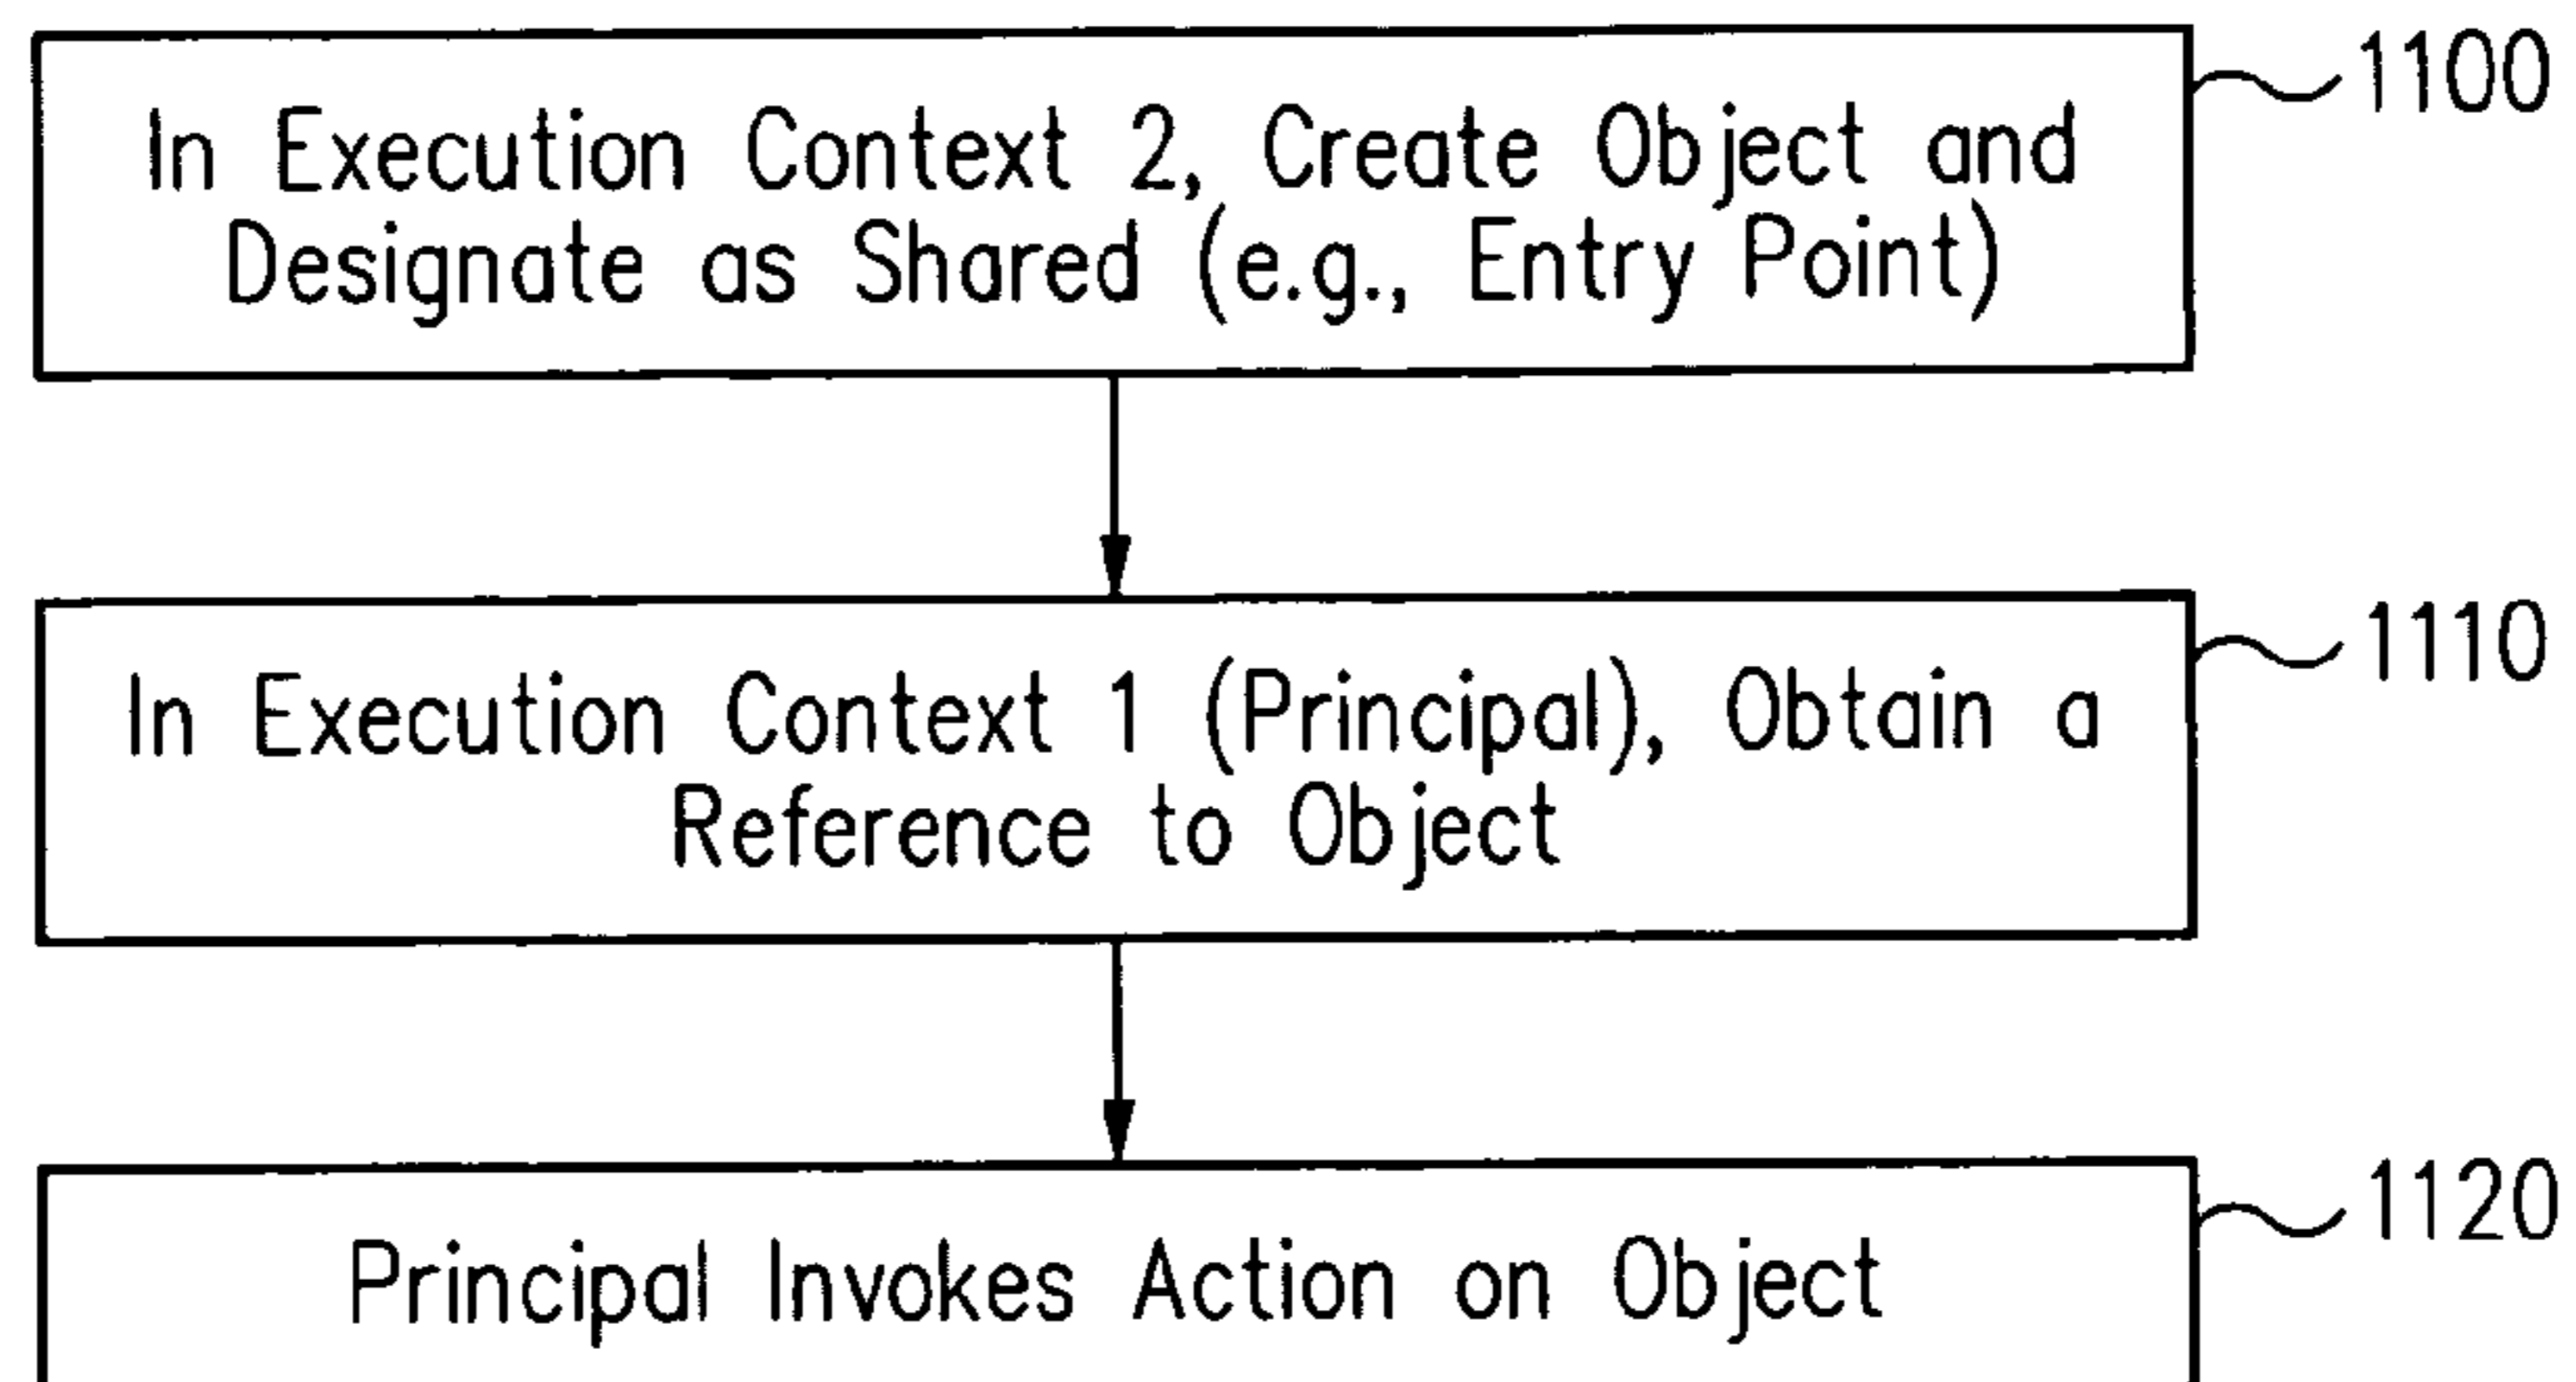 1100
In Execution Context 2, Create Object and
Designate as Shared (e.g., Entry Point)
1110
In Execution Context 1 (Principal), Obtain a
Reference to Object
1120
Principal Invokes Action on Object